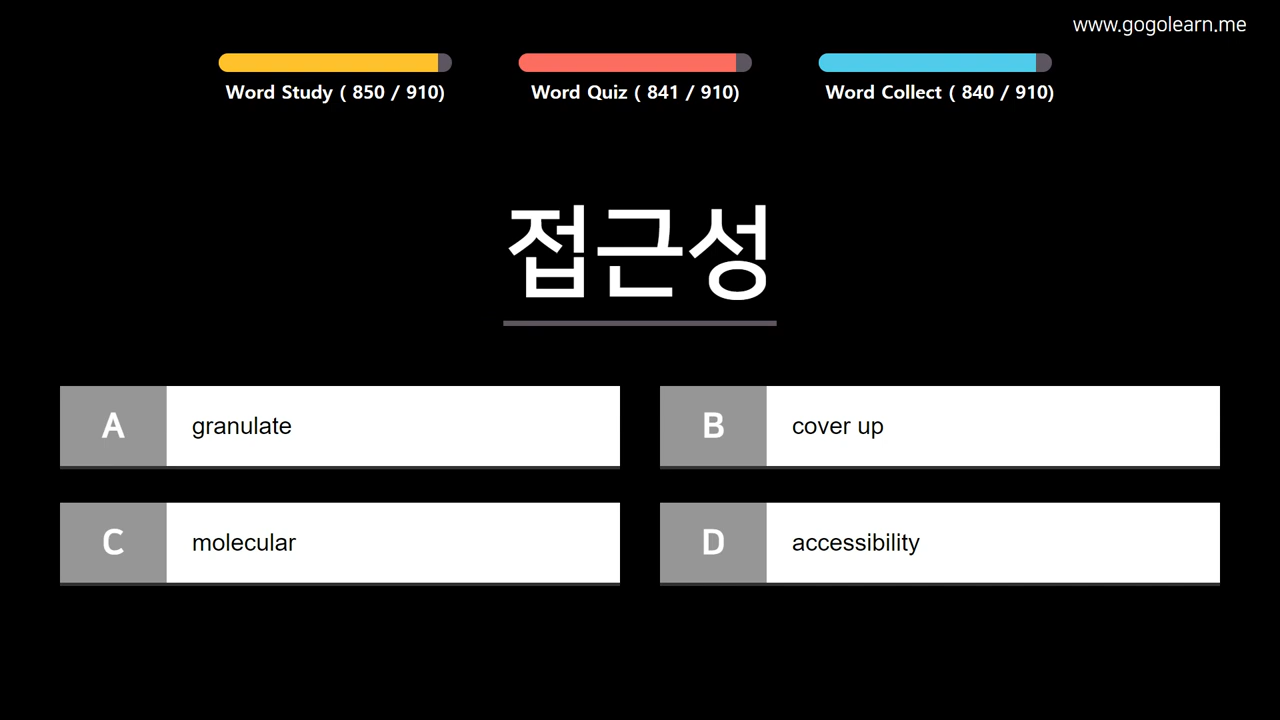 www.gogolearn.me
Word Study ( 850 / 910)
Word Quiz ( 841 / 910)
Word Collect ( 840 / 910)
접근성
A granulate
B cover up
C molecular
D accessibility